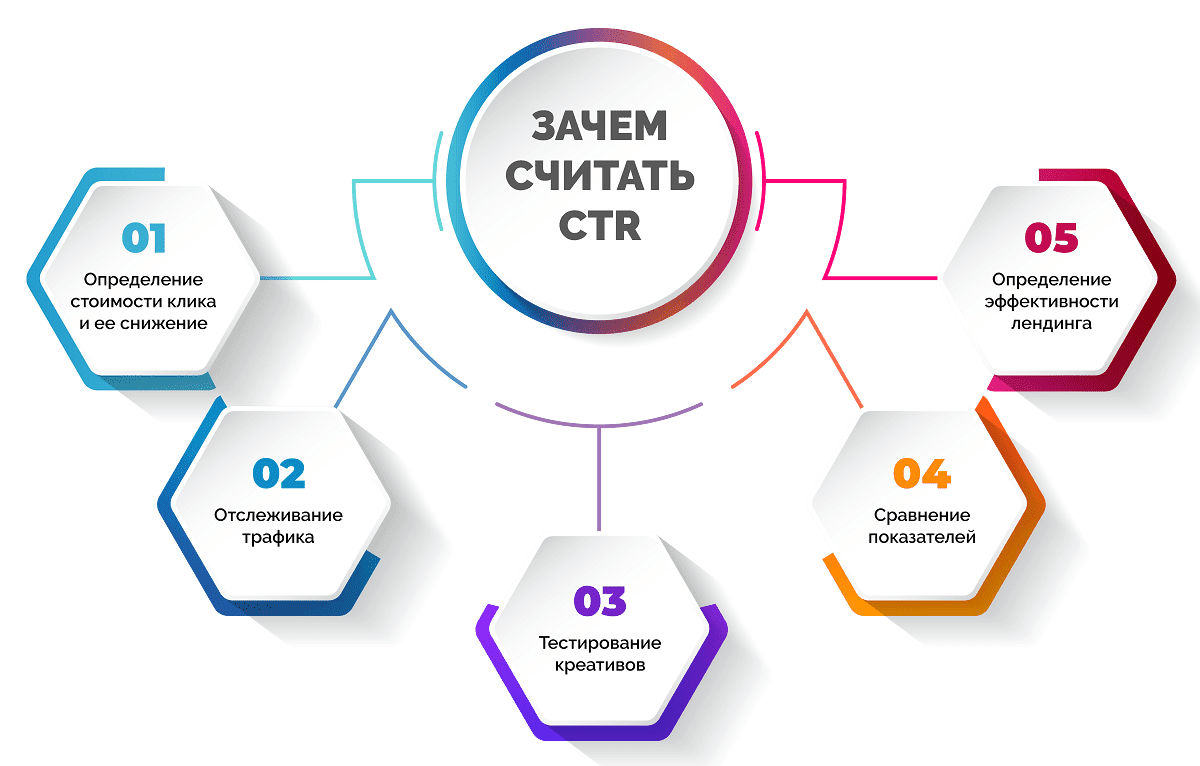 ЗАЧЕМ
СЧИТАТЬ
CTR
01
Определение
стоимости клика
и ее снижение
02
Отслеживание
трафика
03
Тестирование
креативов
04
Сравнение
показателей
05
Определение
эффективности
лендинга